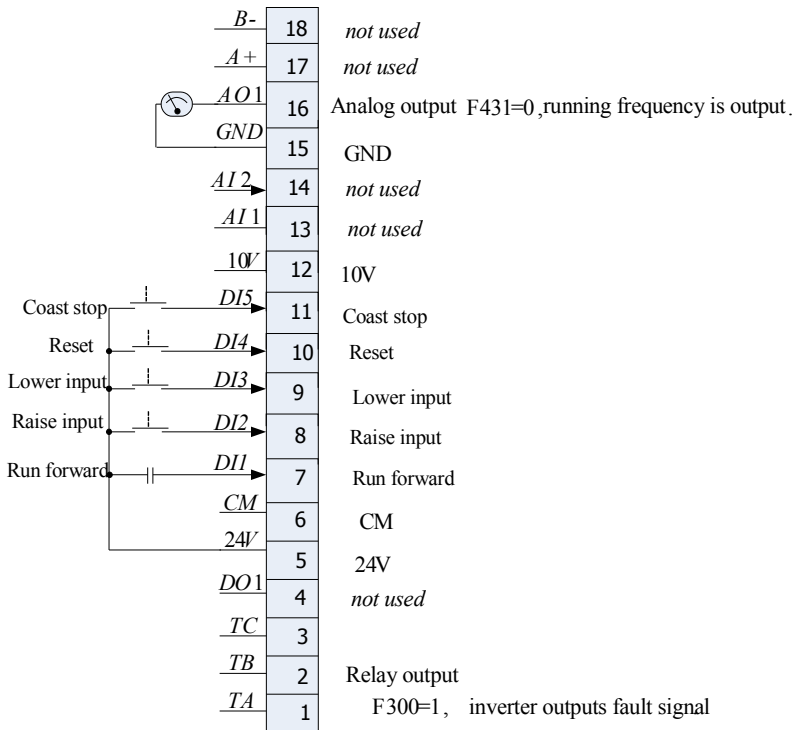 B- 18 not used
A+ 17 not used
AO1 16 Analog output F431=0,running frequency is output.
GND 15 GND
AI2 14 not used
AI1 13 not used
10V 12 10V
Coast stop DI5 11 Coast stop
Reset DI4 10 Reset
Lower input DI3 9 Lower input
Raise input DI2 8 Raise input
Run forward DI1 7 Run forward
CM 6 CM
24V 5 24V
DO1 4 not used
TC 3
TB 2 Relay output
TA 1 F300=1, inverter outputs fault signal